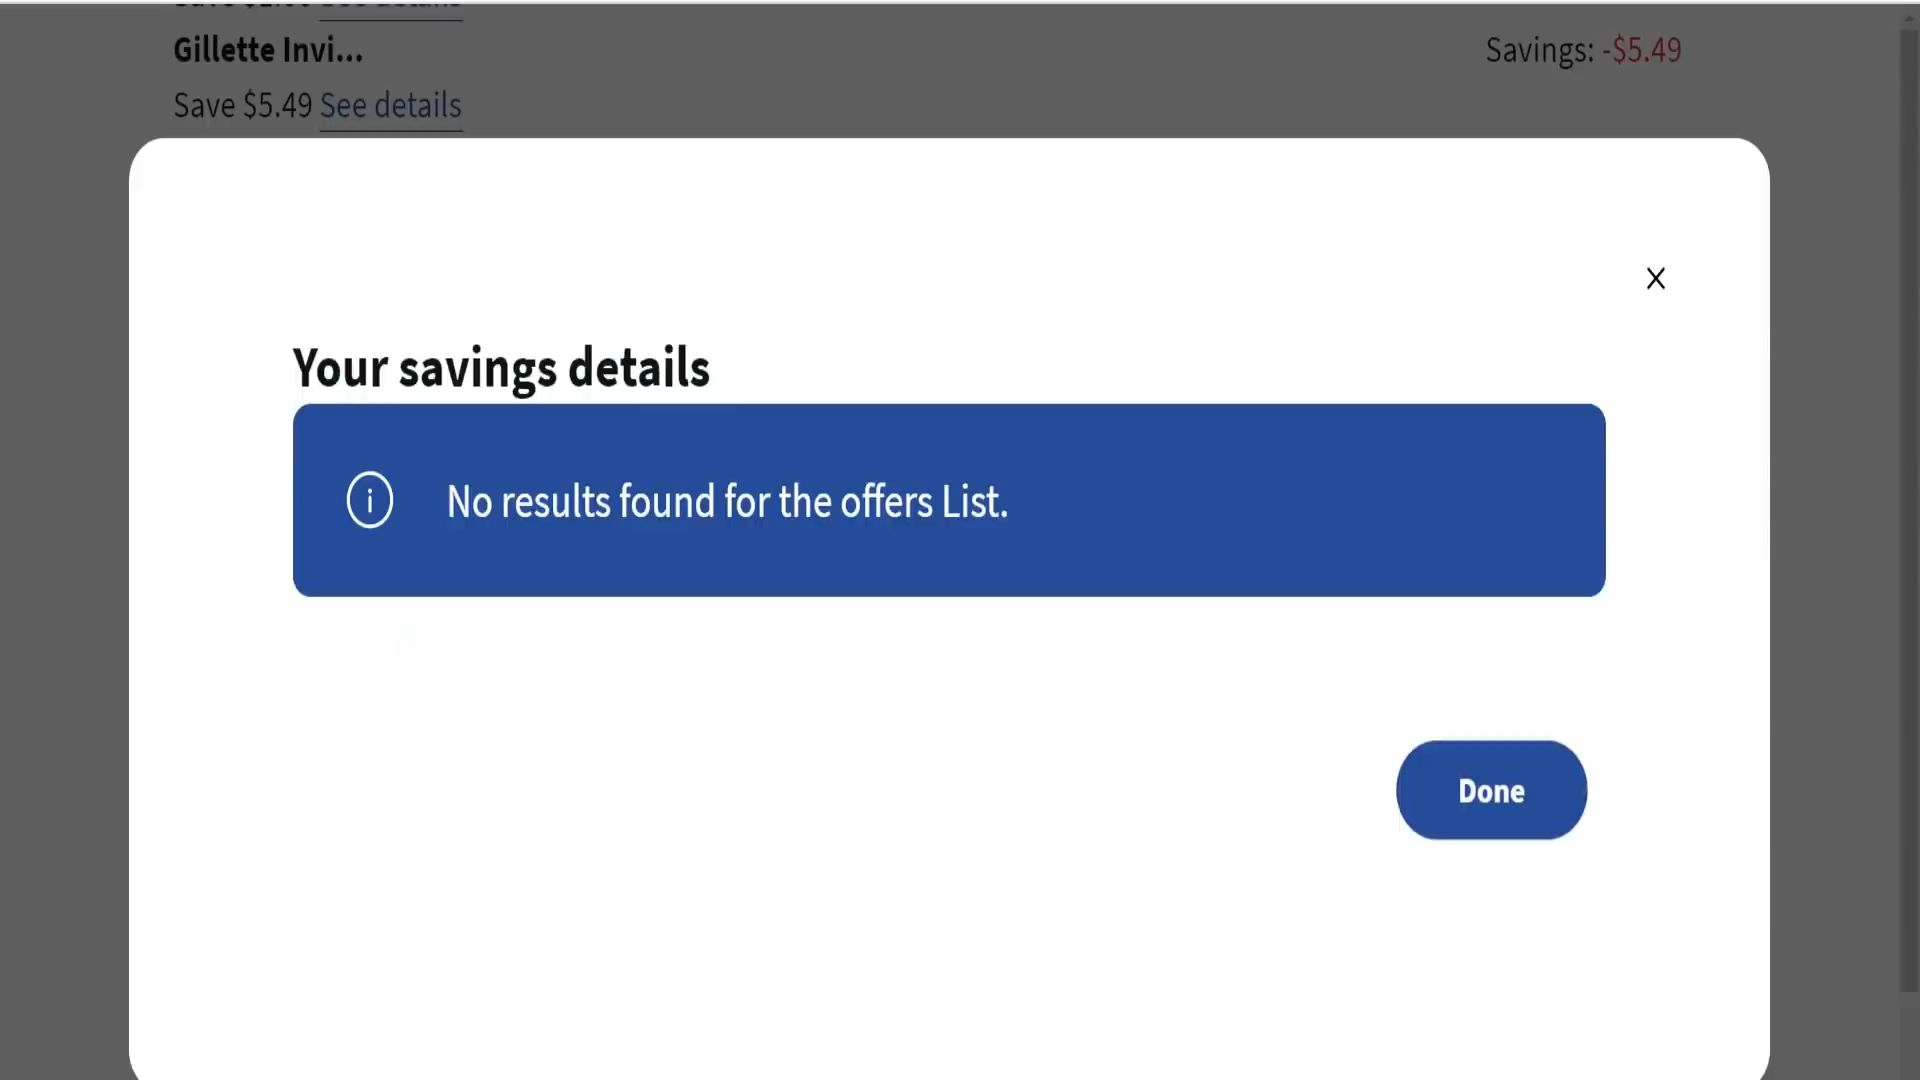 Gillette Invi...
Savings: -$5.49
Save $5.49 See details
X
Your savings details
No results found for the offers List.
Done